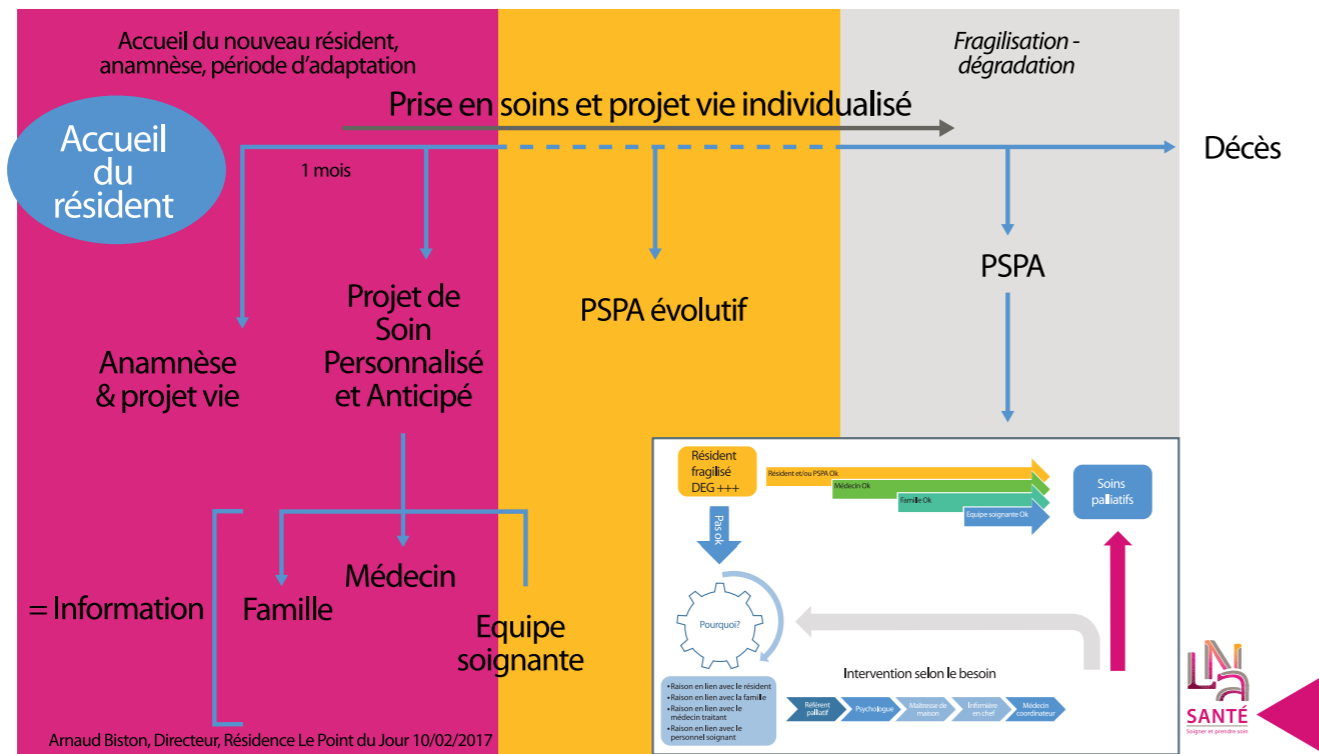 Accueil du nouveau résident,
anamnèse, période d'adaptation
Fragilisation -
dégradation
Prise en soins et projet vie individualisé
Accueil
du
résident
1 mois
Décès
Anamnèse
& projet vie
Projet de
Soin
Personnalisé
et Anticipé
PSPA évolutif
PSPA
= Information
Famille
Médecin
Equipe
soignante
Résident
fragilisé
DEG +++
Résident et/ou PSPA Ok
Médecin Ok
Famille Ok
Equipe soignante Ok
Soins
palliatifs
Pas ok
Pourquoi?
Intervention selon le besoin
•Raison en lien avec le résident
•Raison en lien avec la famille
•Raison en lien avec le
médecin traitant
•Raison en lien avec le
personnel soignant
Référent
palliatif
Psychologue
Maîtresse de
maison
Infirmière
en chef
Médecin
coordinateur
LNa
SANTÉ
Soigner et prendre soin
Arnaud Biston, Directeur, Résidence Le Point du Jour 10/02/2017